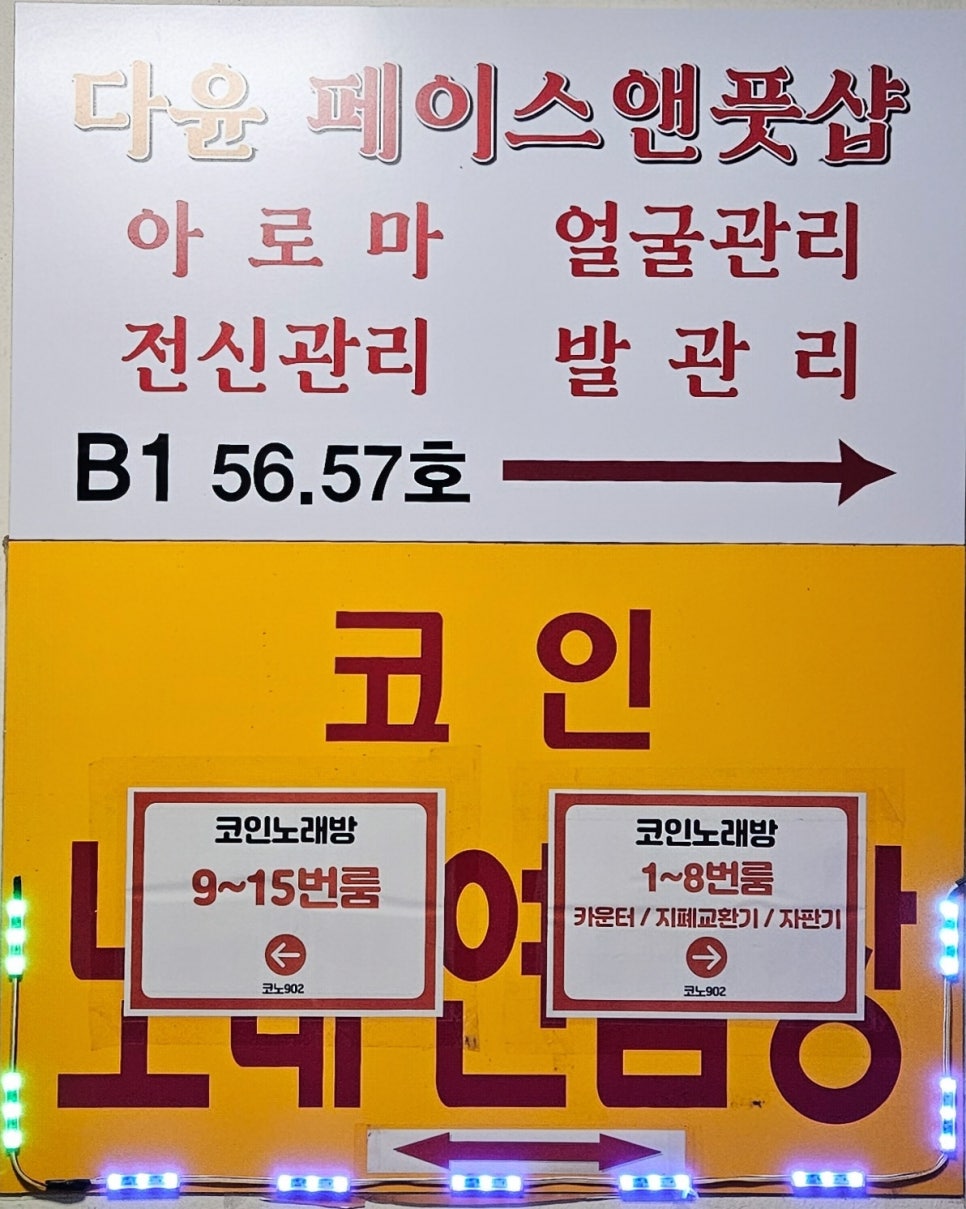 다윤 페이스앤풋샵
아로마 얼굴관리
전신관리 발관리
B1 56.57호
코인
코인노래방
9~15번룸
코노902
코인노래방
1~8번룸
카운터 / 지폐교환기 / 자판기
코노902